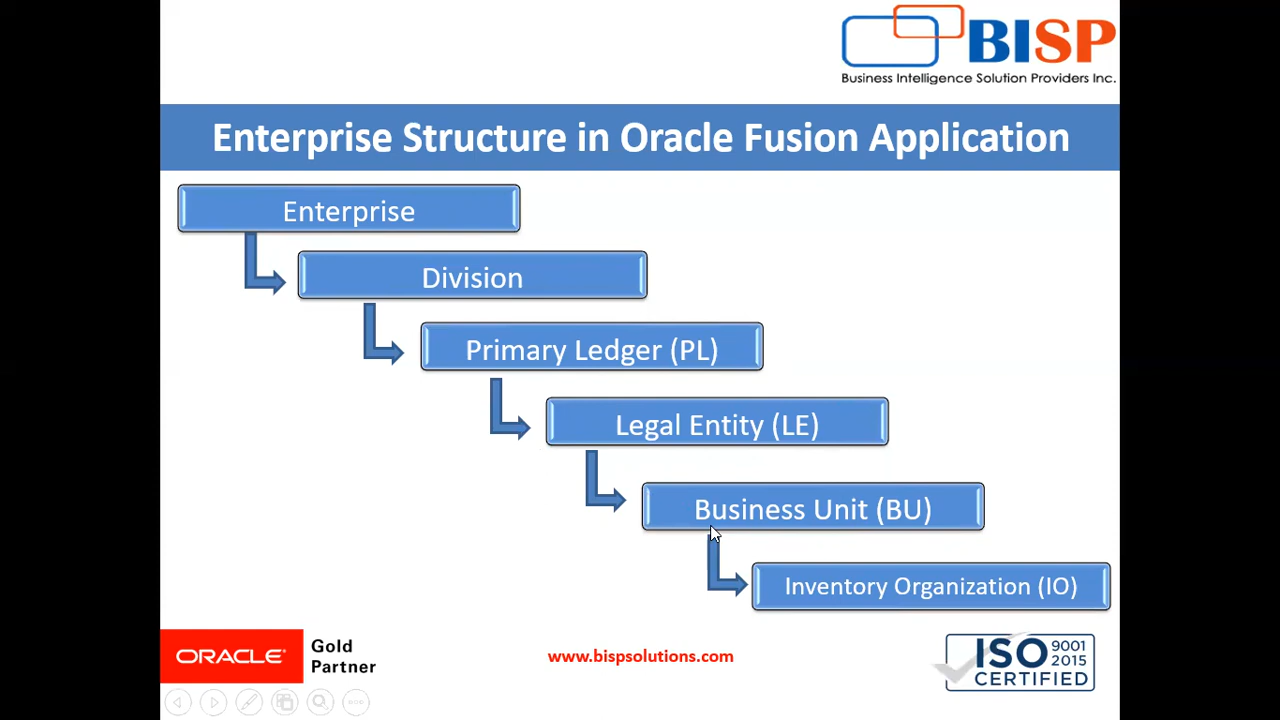 BISP
Business Intelligence Solution Providers Inc.
Enterprise Structure in Oracle Fusion Application
Enterprise
Division
Primary Ledger (PL)
Legal Entity (LE)
Business Unit (BU)
Inventory Organization (IO)
ORACLE
Gold
Partner
www.bispsolutions.com
ISO 9001
2015
CERTIFIED